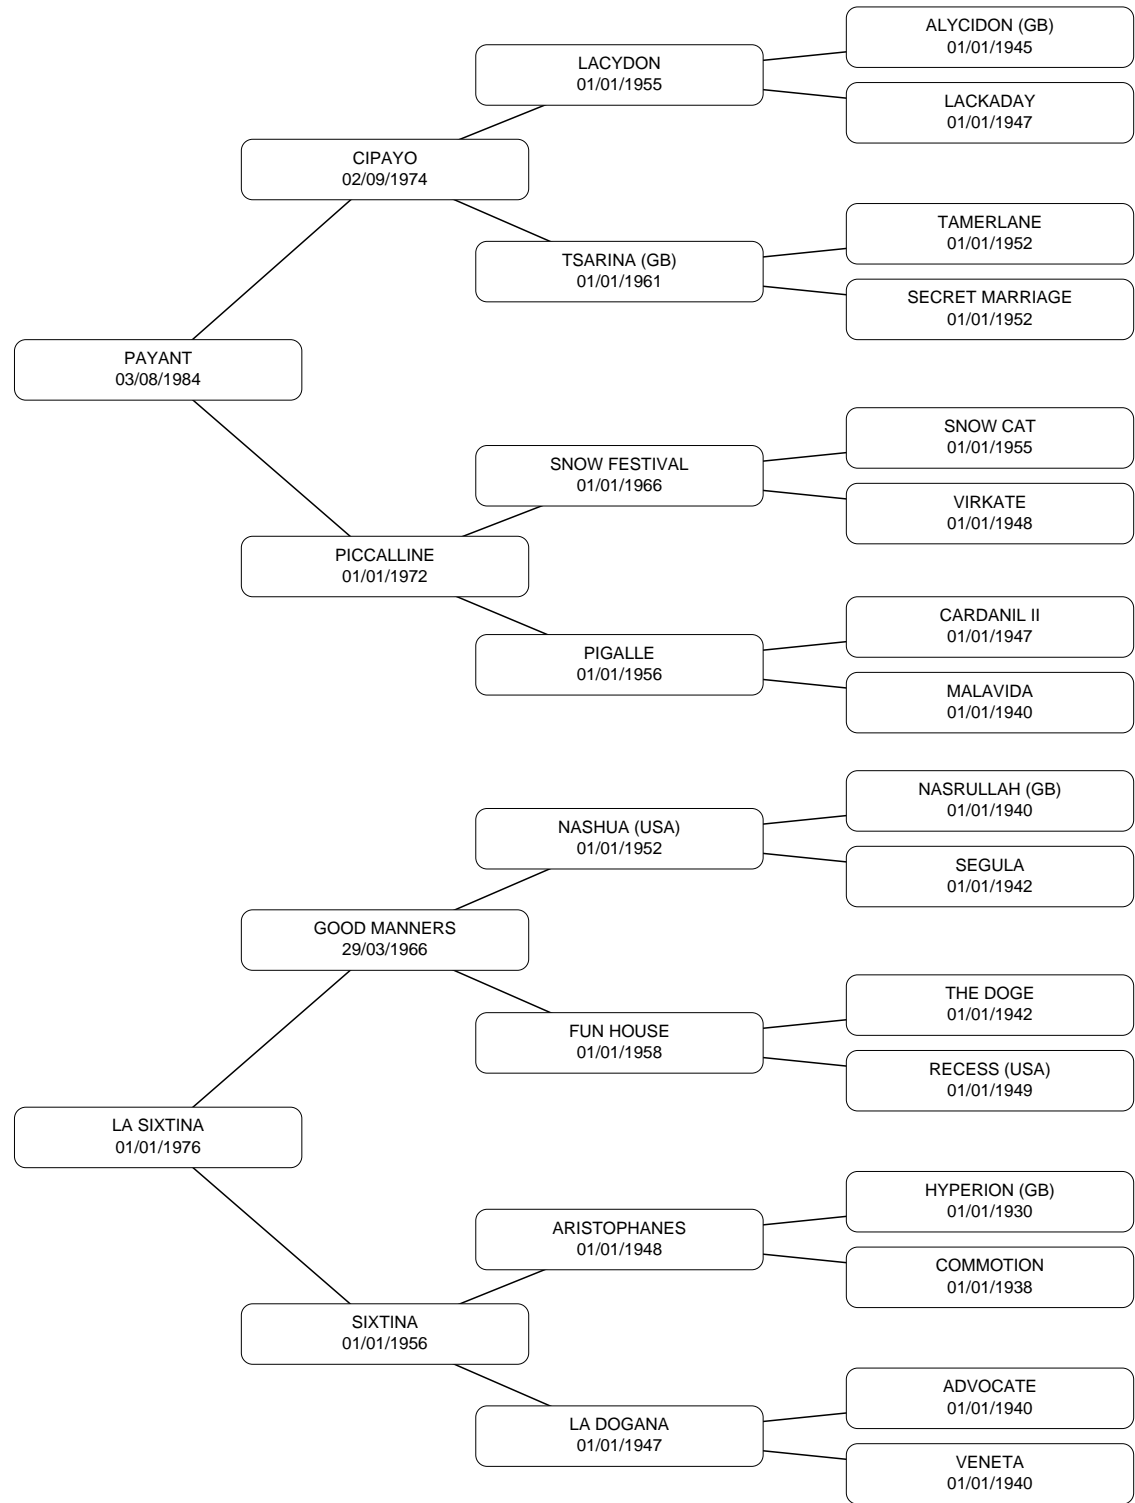 ALYCIDON (GB)
01/01/1945
LACYDON
01/01/1955
LACKADAY
01/01/1947
CIPAYO
02/09/1974
TAMERLANE
01/01/1952
TSARINA (GB)
01/01/1961
SECRET MARRIAGE
01/01/1952
PAYANT
03/08/1984
SNOW CAT
01/01/1955
SNOW FESTIVAL
01/01/1966
VIRKATE
01/01/1948
PICCALLINE
01/01/1972
CARDANIL II
01/01/1947
PIGALLE
01/01/1956
MALAVIDA
01/01/1940
NASRULLAH (GB)
01/01/1940
NASHUA (USA)
01/01/1952
SEGULA
01/01/1942
GOOD MANNERS
29/03/1966
THE DOGE
01/01/1942
FUN HOUSE
01/01/1958
RECESS (USA)
01/01/1949
LA SIXTINA
01/01/1976
HYPERION (GB)
01/01/1930
ARISTOPHANES
01/01/1948
COMMOTION
01/01/1938
SIXTINA
01/01/1956
ADVOCATE
01/01/1940
LA DOGANA
01/01/1947
VENETA
01/01/1940